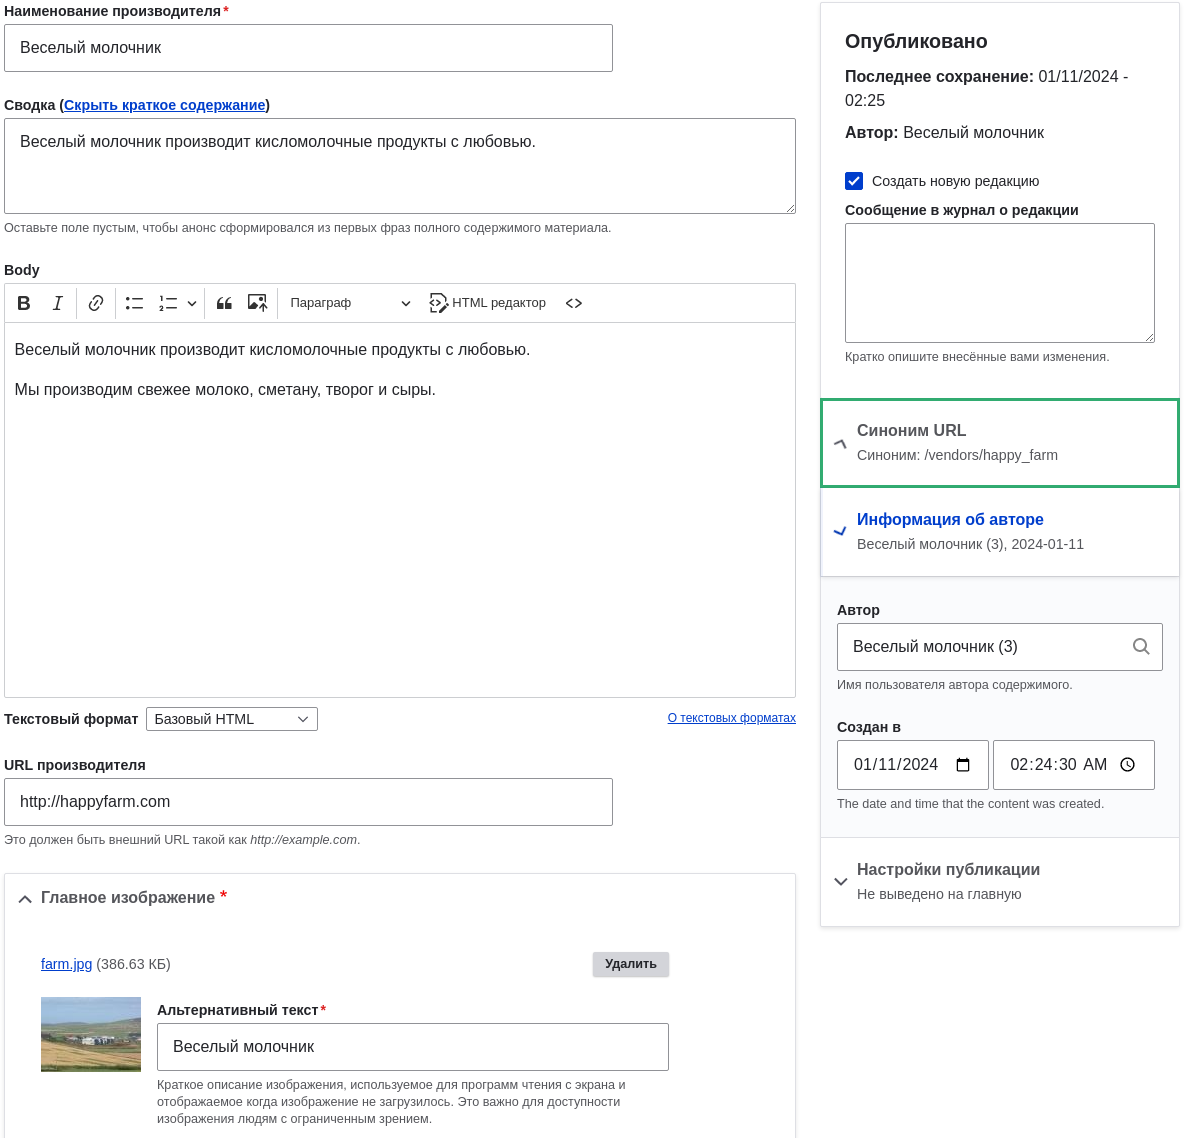 Наименование производителя*
Веселый молочник
Сводка (Скрыть краткое содержание)
Веселый молочник производит кисломолочные продукты с любовью.
Оставьте поле пустым, чтобы анонс сформировался из первых фраз полного содержимого материала.
Body
Параграф
HTML редактор
Веселый молочник производит кисломолочные продукты с любовью.
Мы производим свежее молоко, сметану, творог и сыры.
Текстовый формат Базовый HTML О текстовых форматах
URL производителя
http://happyfarm.com
Это должен быть внешний URL такой как http://example.com.
Главное изображение *
farm.jpg (386.63 КБ) Удалить
Альтернативный текст*
Веселый молочник
Краткое описание изображения, используемое для программ чтения с экрана и
отображаемое когда изображение не загрузилось. Это важно для доступности
изображения людям с ограниченным зрением.
Опубликовано
Последнее сохранение: 01/11/2024 -
02:25
Автор: Веселый молочник
Создать новую редакцию
Сообщение в журнал о редакции
Кратко опишите внесённые вами изменения.
Синоним URL
Синоним: /vendors/happy_farm
Информация об авторе
Веселый молочник (3), 2024-01-11
Автор
Веселый молочник (3)
Имя пользователя автора содержимого.
Создан в
01/11/2024 02:24:30 AM
The date and time that the content was created.
Настройки публикации
Не выведено на главную